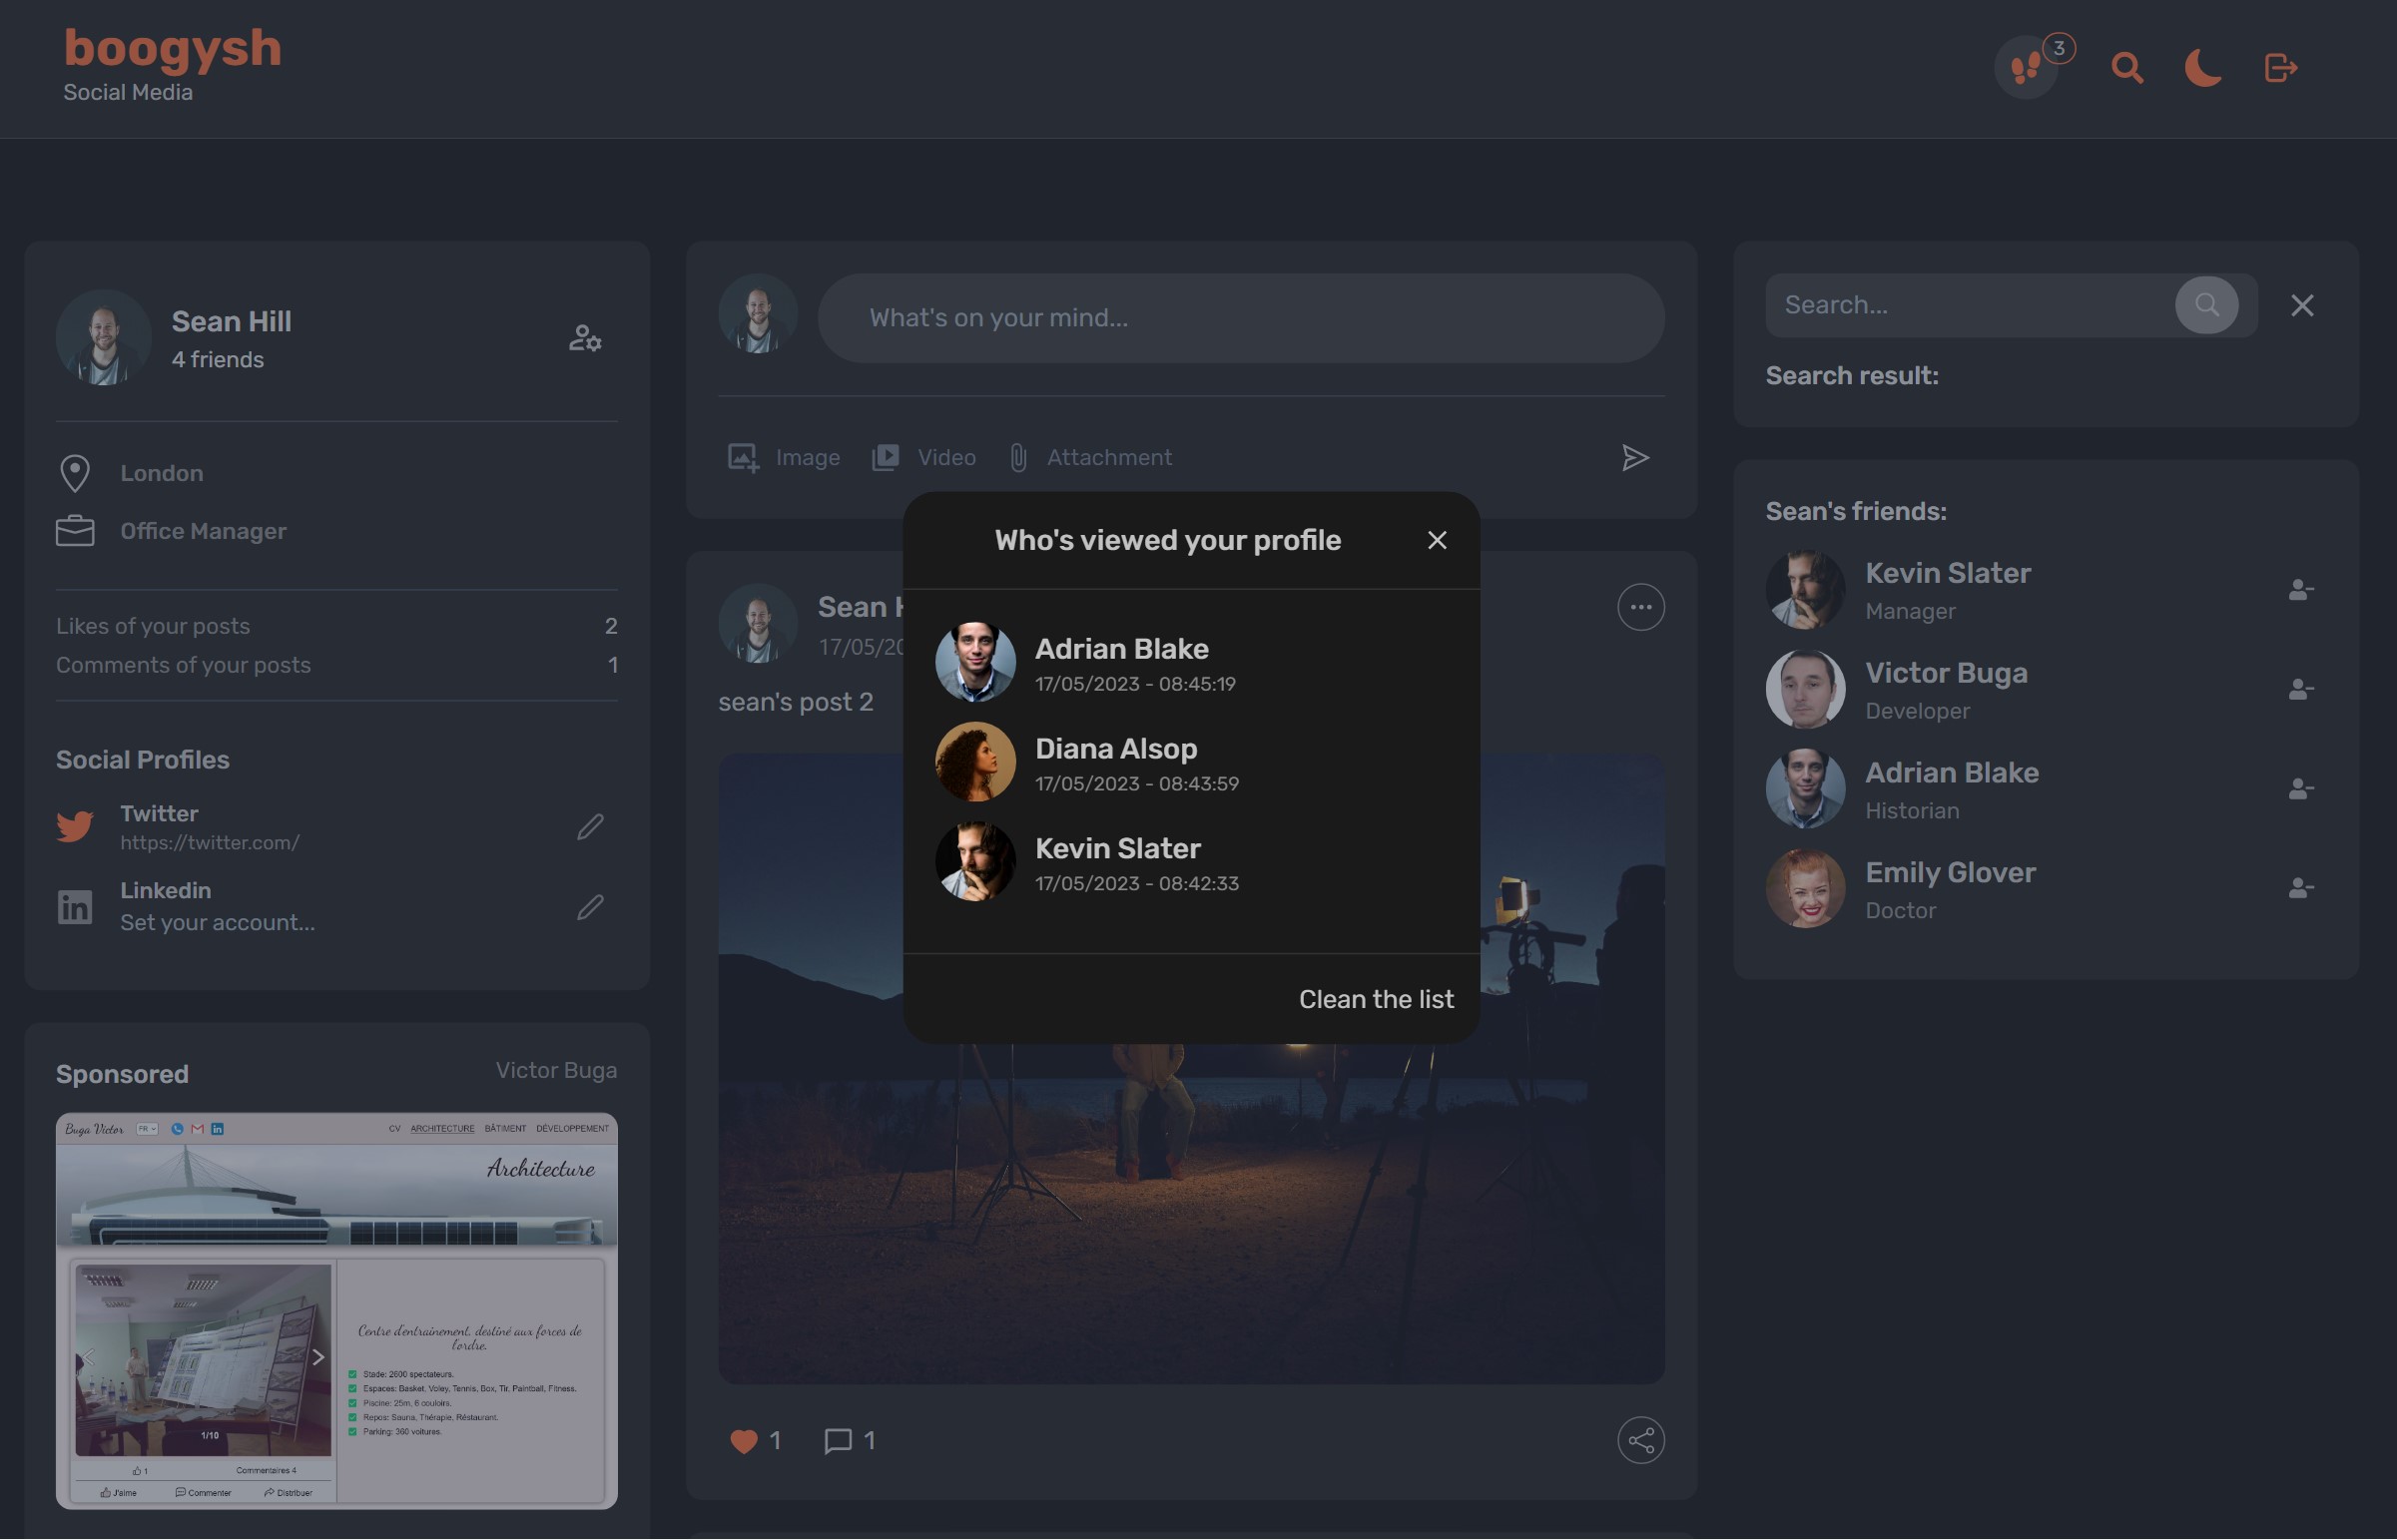 boogysh
Social Media
3
Sean Hill
4 friends
London
Office Manager
Likes of your posts 2
Comments of your posts 1
Social Profiles
Twitter
https://twitter.com/
Linkedin
Set your account...
Sponsored
Victor Buga
Buga Victor
FR
CV ARCHITECTURE BÂTIMENT DÉVELOPPEMENT
Architecture
Centre d'entrainement, destiné aux forces de
l'ordre.
Stade: 2600 spectateurs.
Espaces: Basket, Voley, Tennis, Box, Tir, Paintball, Fitness.
Piscine: 25m, 6 couloirs.
Repos: Sauna, Thérapie, Réstaurant.
Parking: 360 voitures.
1/10
1
Commentaires 4
J'aime
Commenter
Distribuer
What's on your mind...
Image
Video
Attachment
Sean H
17/05/20
sean's post 2
Who's viewed your profile
Adrian Blake
17/05/2023 - 08:45:19
Diana Alsop
17/05/2023 - 08:43:59
Kevin Slater
17/05/2023 - 08:42:33
Clean the list
1
1
Search...
Search result:
Sean's friends:
Kevin Slater
Manager
Victor Buga
Developer
Adrian Blake
Historian
Emily Glover
Doctor